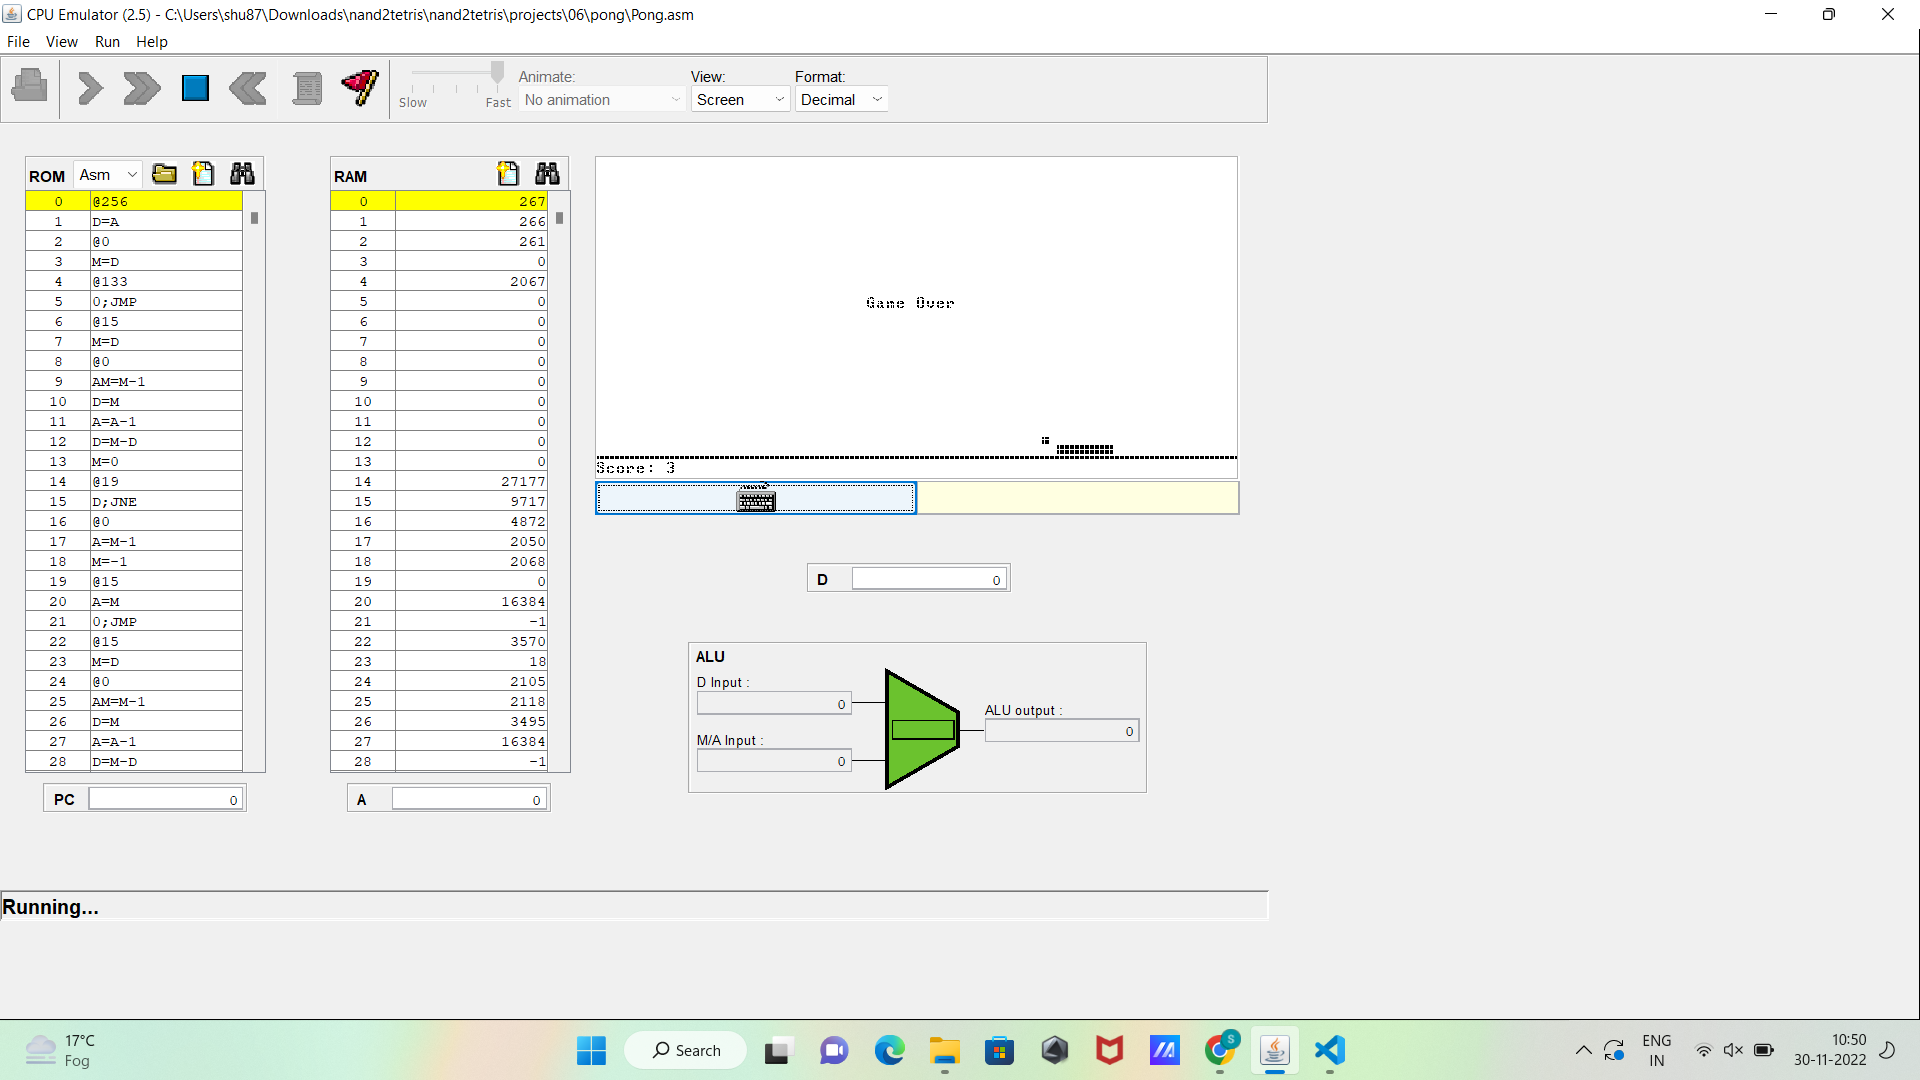 CPU Emulator (2.5) - C:\Users\shu87\Downloads\nand2tetris\nand2tetris\projects\06\pong\Pong.asm
File View Run Help
Slow Fast
Animate:
No animation
View:
Screen
Format:
Decimal
ROM Asm
0 @256
1 D=A
2 @0
3 M=D
4 @133
5 0;JMP
6 @15
7 M=D
8 @0
9 AM=M-1
10 D=M
11 A=A-1
12 D=M-D
13 M=0
14 @19
15 D;JNE
16 @0
17 A=M-1
18 M=-1
19 @15
20 A=M
21 0;JMP
22 @15
23 M=D
24 @0
25 AM=M-1
26 D=M
27 A=A-1
28 D=M-D
PC 0
RAM
0 267
1 266
2 261
3 0
4 2067
5 0
6 0
7 0
8 0
9 0
10 0
11 0
12 0
13 0
14 27177
15 9717
16 4872
17 2050
18 2068
19 0
20 16384
21 -1
22 3570
23 18
24 2105
25 2118
26 3495
27 16384
28 -1
A 0
Game Over
Score: 3
D 0
ALU
D Input :
0
M/A Input :
0
ALU output :
0
Running...
17°C
Fog
Search
S
ENG
IN
10:50
30-11-2022